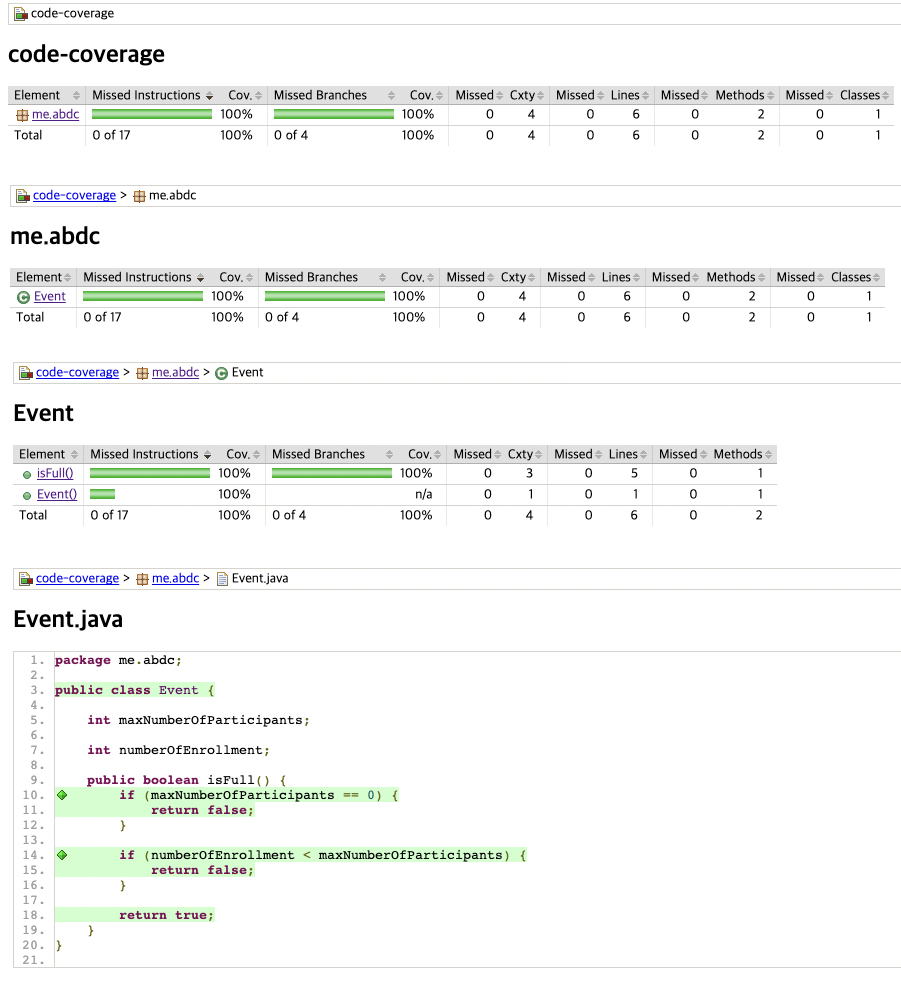 code-coverage
code-coverage
Element Missed Instructions Cov. Missed Branches Cov. Missed Cxty Missed Lines Missed Methods Missed Classes
me.abdc 100% 100% 0 4 0 6 0 2 0 1
Total 0 of 17 100% 0 of 4 100% 0 4 0 6 0 2 0 1
code-coverage > me.abdc
me.abdc
Element Missed Instructions Cov. Missed Branches Cov. Missed Cxty Missed Lines Missed Methods Missed Classes
Event 100% 100% 0 4 0 6 0 2 0 1
Total 0 of 17 100% 0 of 4 100% 0 4 0 6 0 2 0 1
code-coverage > me.abdc > Event
Event
Element Missed Instructions Cov. Missed Branches Cov. Missed Cxty Missed Lines Missed Methods
isFull() 100% 100% 0 3 0 5 0 1
Event() 100% n/a 0 1 0 1 0 1
Total 0 of 17 100% 0 of 4 100% 0 4 0 6 0 2
code-coverage > me.abdc > Event.java
Event.java
1. package me.abdc;
2.
3. public class Event {
4.
5. int maxNumberOfParticipants;
6.
7. int numberOfEnrollment;
8.
9. public boolean isFull() {
10. if (maxNumberOfParticipants == 0) {
11. return false;
12. }
13.
14. if (numberOfEnrollment < maxNumberOfParticipants) {
15. return false;
16. }
17.
18. return true;
19. }
20. }
21.